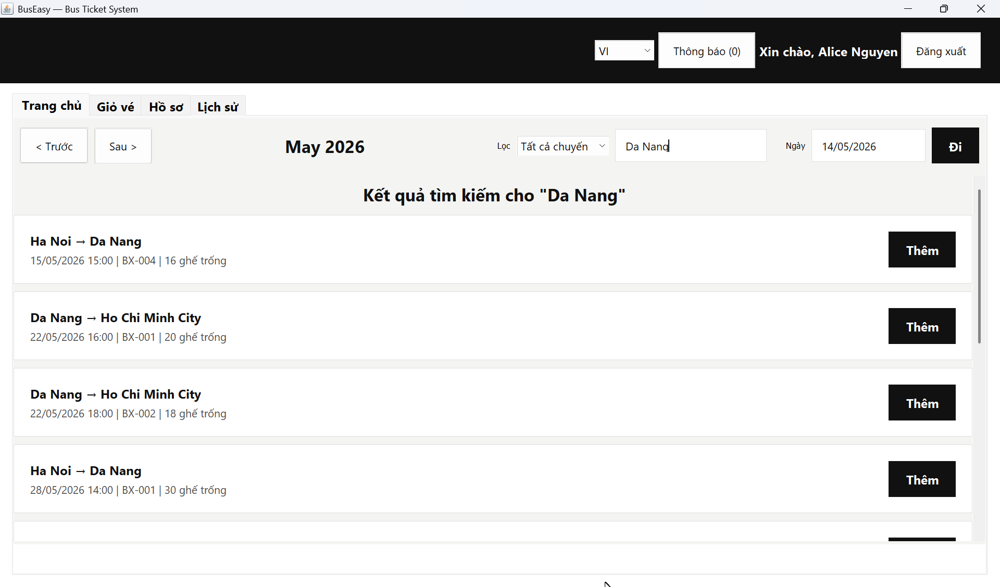 BusEasy — Bus Ticket System
VI
Thông báo (0)
Xin chào, Alice Nguyen
Đăng xuất
Trang chủ
Giỏ vé
Hồ sơ
Lịch sử
< Trước
Sau >
May 2026
Lọc
Tất cả chuyến
Da Nang
Ngày
14/05/2026
Đi
Kết quả tìm kiếm cho "Da Nang"
Ha Noi → Da Nang
15/05/2026 15:00 | BX-004 | 16 ghế trống
Thêm
Da Nang → Ho Chi Minh City
22/05/2026 16:00 | BX-001 | 20 ghế trống
Thêm
Da Nang → Ho Chi Minh City
22/05/2026 18:00 | BX-002 | 18 ghế trống
Thêm
Ha Noi → Da Nang
28/05/2026 14:00 | BX-001 | 30 ghế trống
Thêm